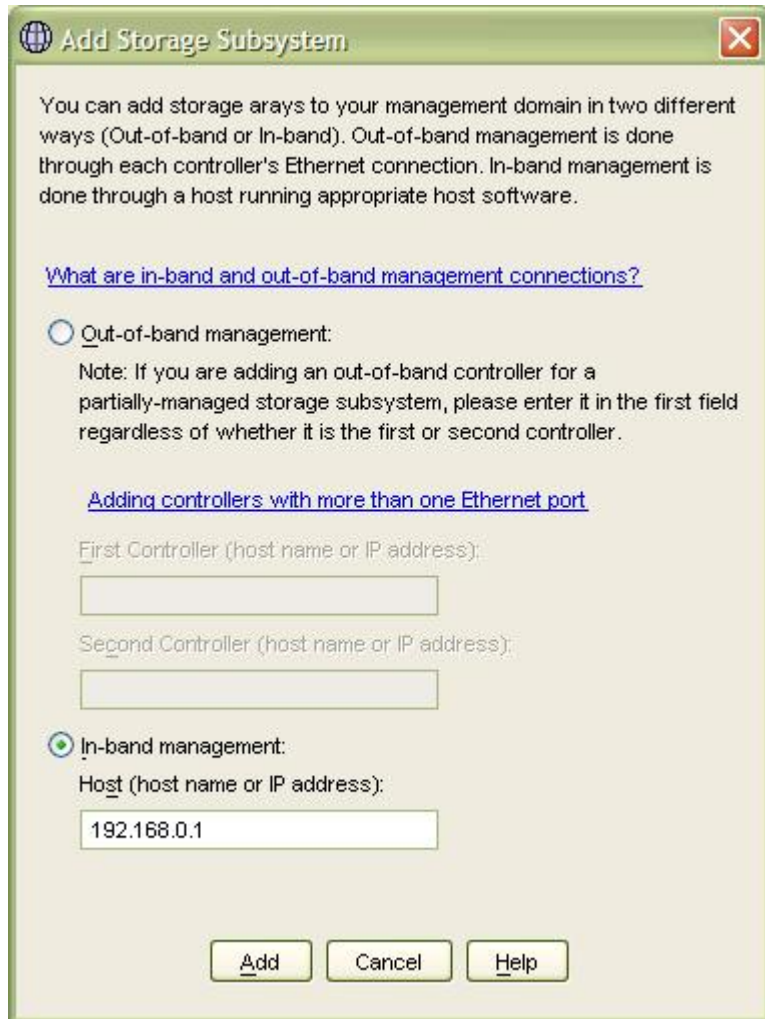 Add Storage Subsystem
You can add storage arays to your management domain in two different
ways (Out-of-band or In-band). Out-of-band management is done
through each controller's Ethernet connection. In-band management is
done through a host running appropriate host software.
What are in-band and out-of-band management connections?
Out-of-band management:
Note: If you are adding an out-of-band controller for a
partially-managed storage subsystem, please enter it in the first field
regardless of whether it is the first or second controller.
Adding controllers with more than one Ethernet port
First Controller (host name or IP address):
Second Controller (host name or IP address):
In-band management:
Host (host name or IP address):
192.168.0.1
Add Cancel Help